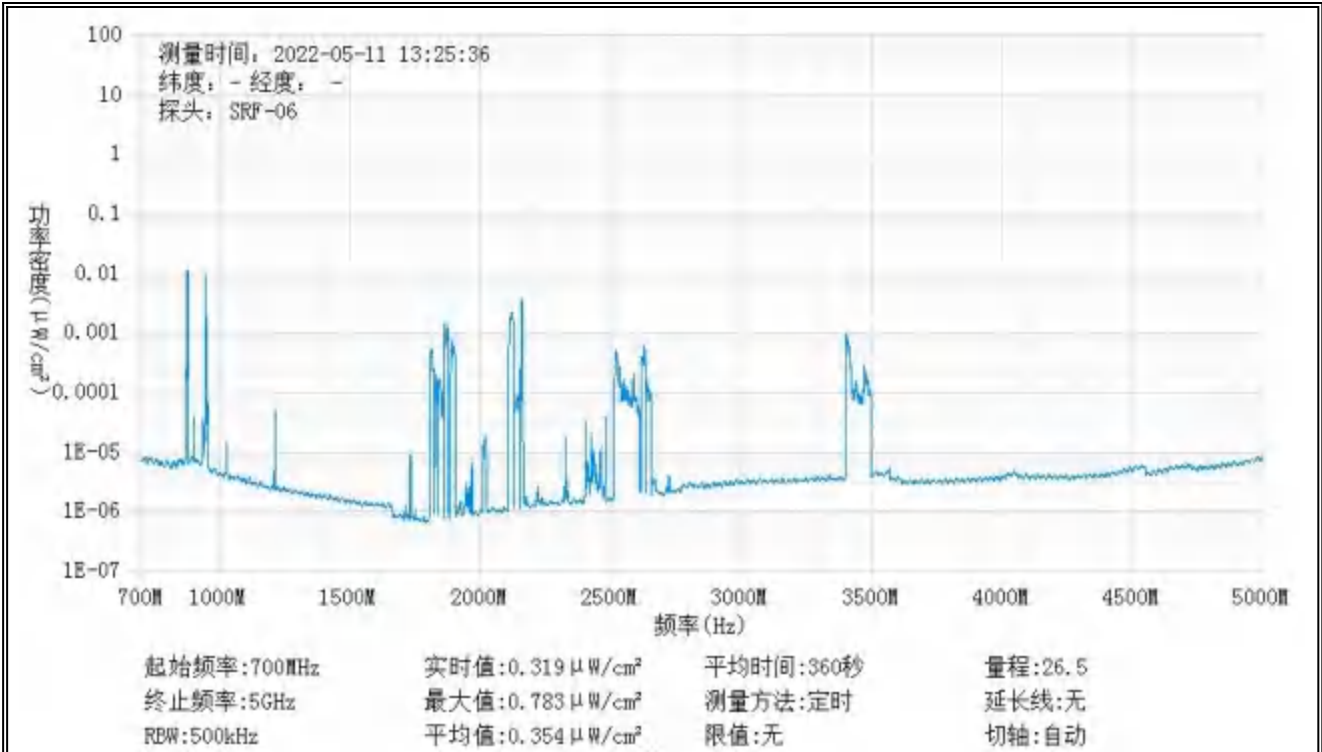 100
10
1
0.1
0.01
0.001
0.0001
1E-05
1E-06
1E-07
功率密度(μW/cm²)
测量时间：2022-05-11 13:25:36
纬度：- 经度： -
探头：SRF-06
700M 1000M 1500M 2000M 2500M 3000M 3500M 4000M 4500M 5000M
频率(Hz)
起始频率:700MHz 实时值:0.319μW/cm² 平均时间:360秒 量程:26.5
终止频率:5GHz 最大值:0.783μW/cm² 测量方法:定时 延长线:无
RBW:500kHz 平均值:0.354μW/cm² 限值:无 切轴:自动